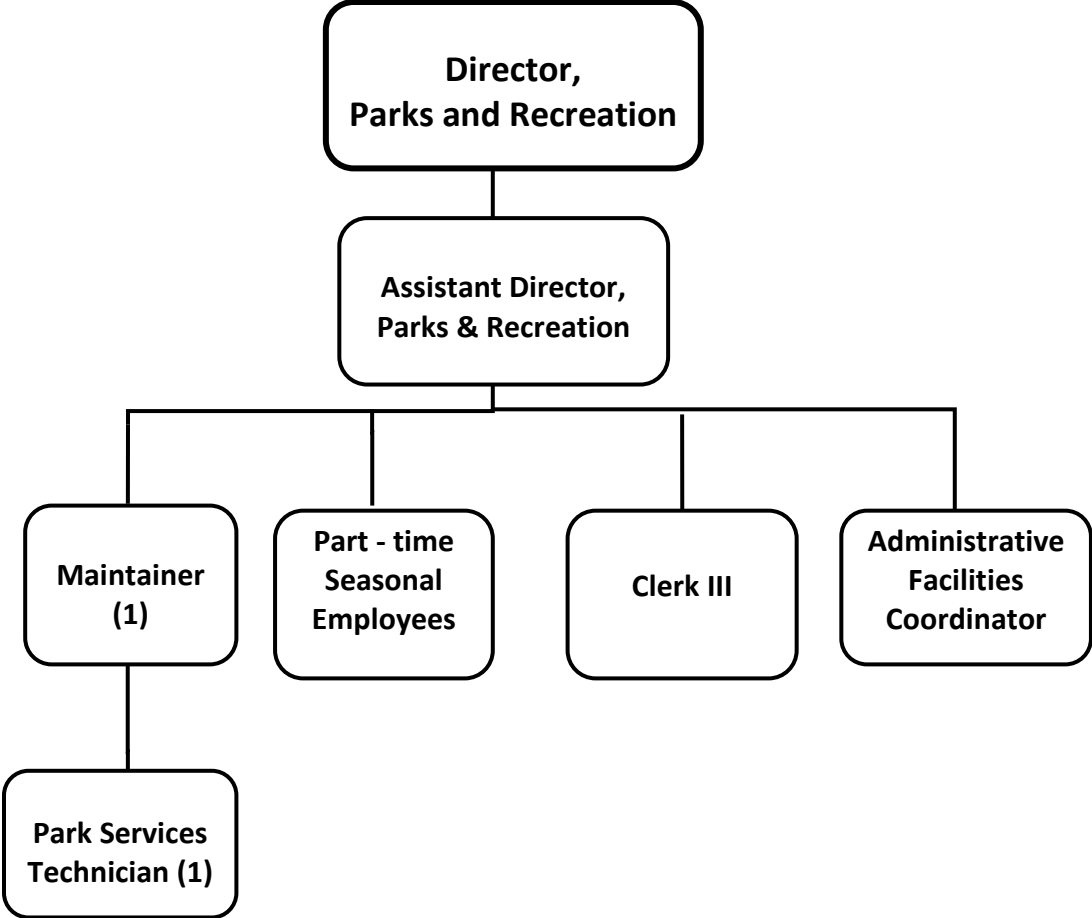 Director,
Parks and Recreation
Assistant Director,
Parks & Recreation
Maintainer
(1)
Part - time
Seasonal
Employees
Clerk III
Administrative
Facilities
Coordinator
Park Services
Technician (1)